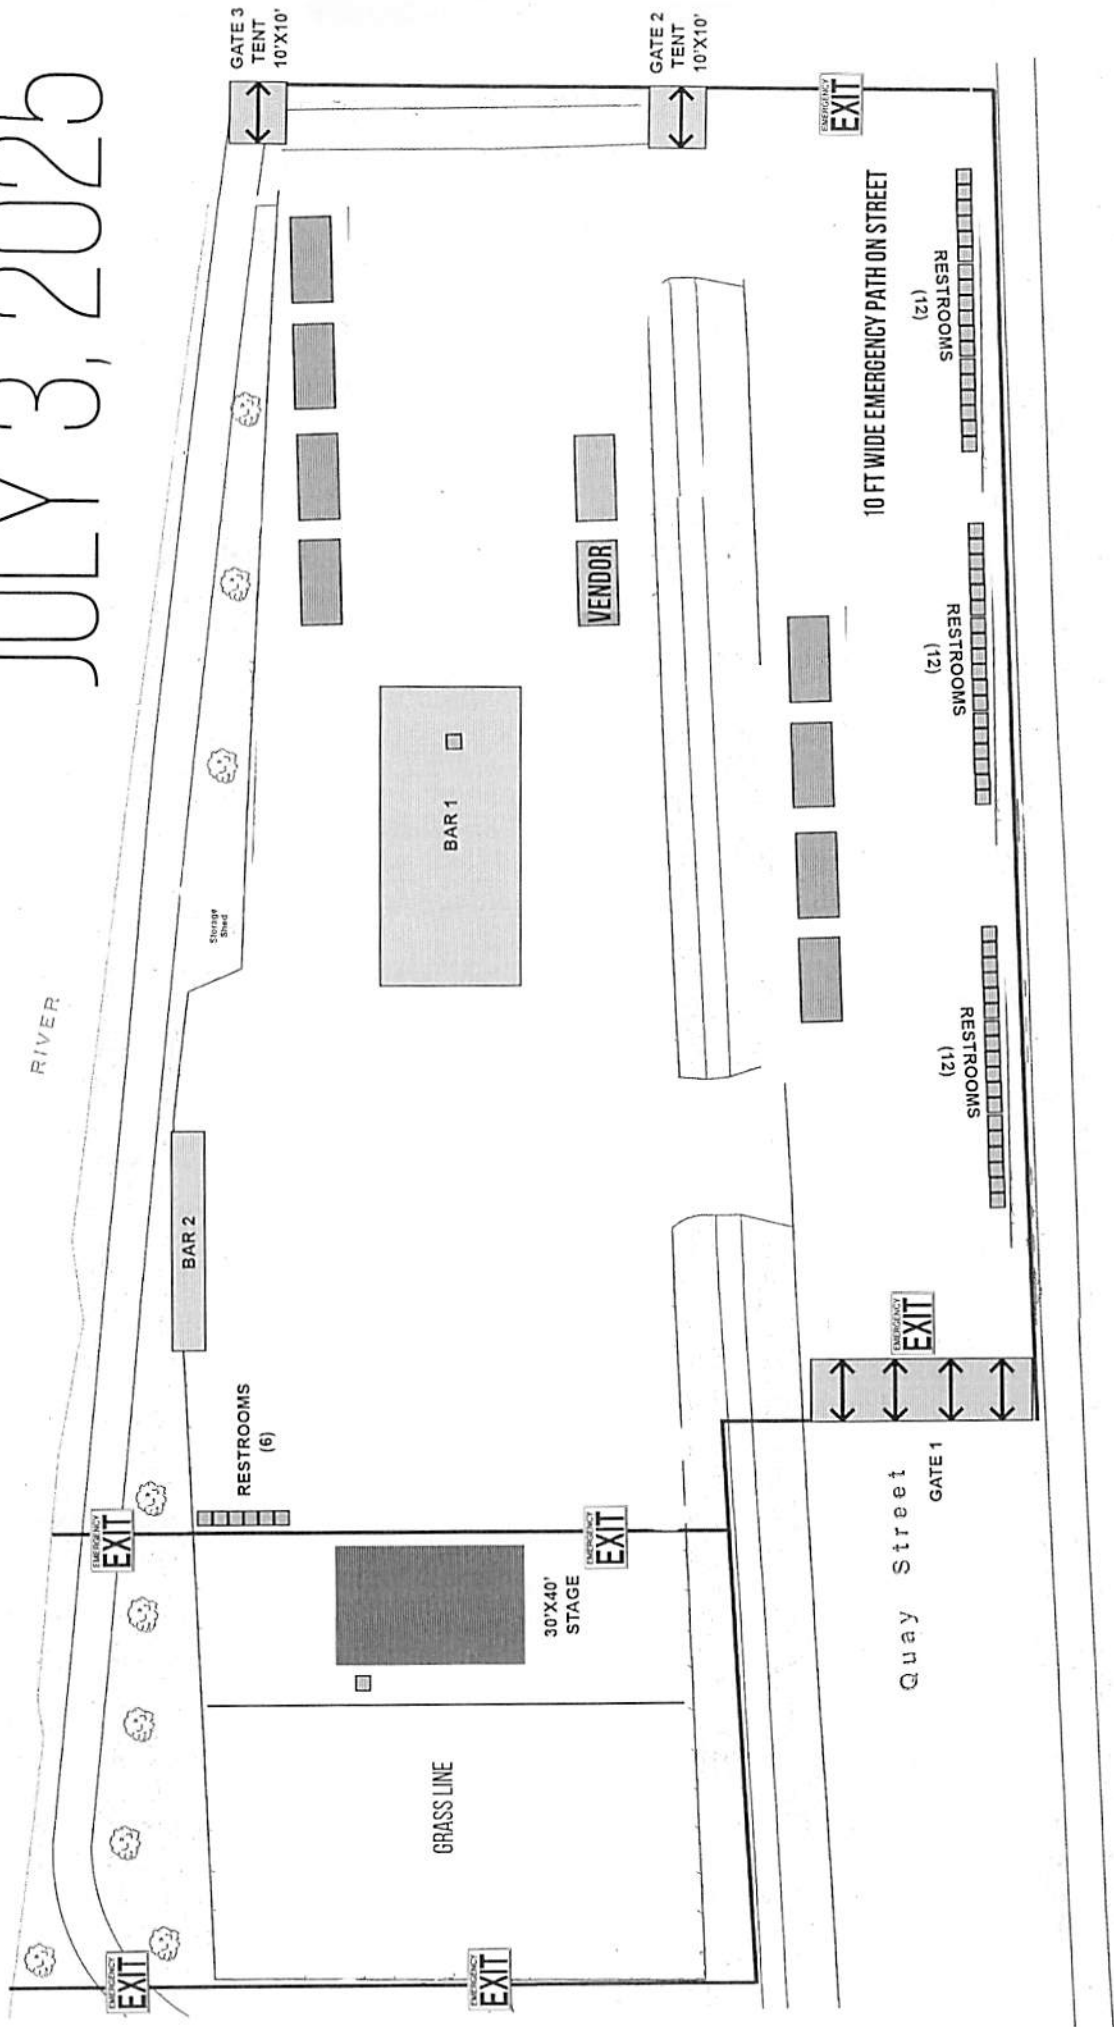 JULY 3, 2025
GATE 3
TENT
10'X10'
GATE 2
TENT
10'X10'
EMERGENCY
EXIT
10 FT WIDE EMERGENCY PATH ON STREET
RESTROOMS
(12)
VENDOR
RESTROOMS
(12)
BAR 1
Storage
Shed
RIVER
RESTROOMS
(12)
BAR 2
EMERGENCY
EXIT
GATE 1
Quay Street
RESTROOMS
(6)
EMERGENCY
EXIT
EMERGENCY
EXIT
30'X40'
STAGE
GRASS LINE
EMERGENCY
EXIT
EMERGENCY
EXIT